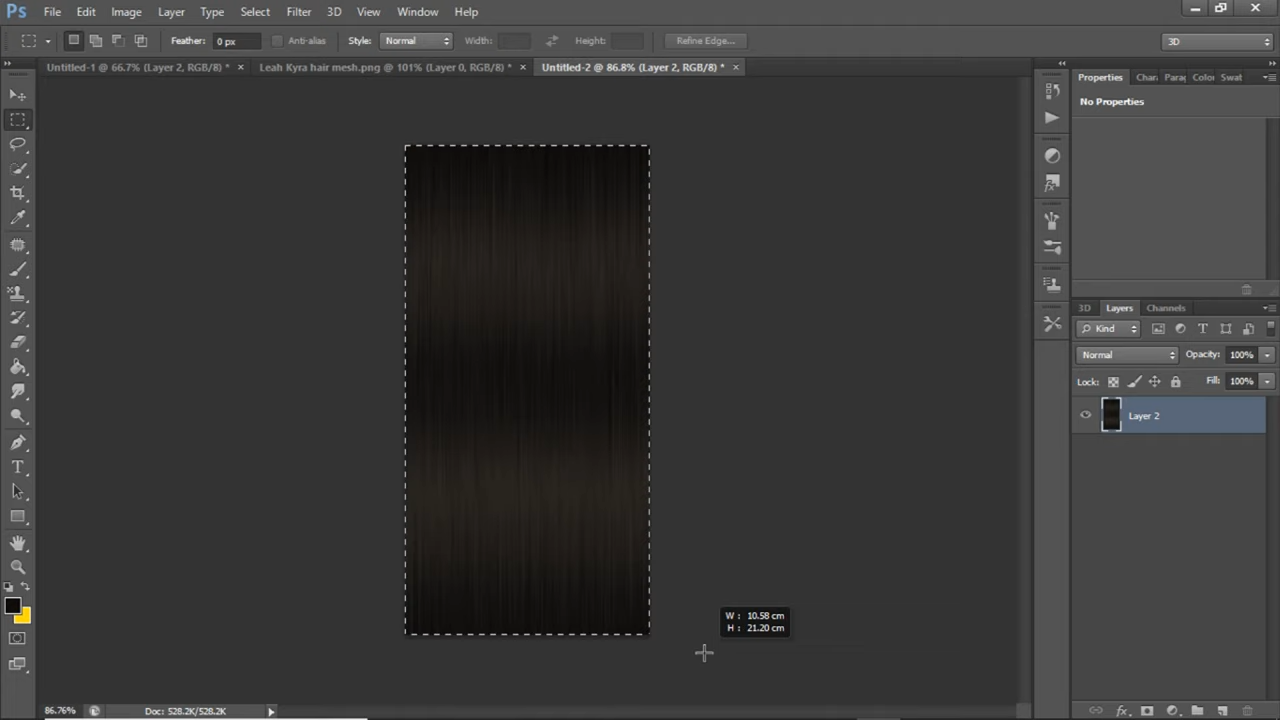 Ps File Edit Image Layer Type Select Filter 3D View Window Help
Feather: 0 px Anti-alias Style: Normal Width: Height: Refine Edge... 3D
Untitled-1 @ 66.7% (Layer 2, RGB/8) * × Leah Kyra hair mesh.png @ 101% (Layer 0, RGB/8) * × Untitled-2 @ 86.8% (Layer 2, RGB/8) * ×
Properties Chara Parag Color Swat
No Properties
3D Layers Channels
Kind T
Normal Opacity: 100%
Lock: Fill: 100%
Layer 2
T
W : 10.58 cm
H : 21.20 cm
86.76% Doc: 528.2K/528.2K
fx